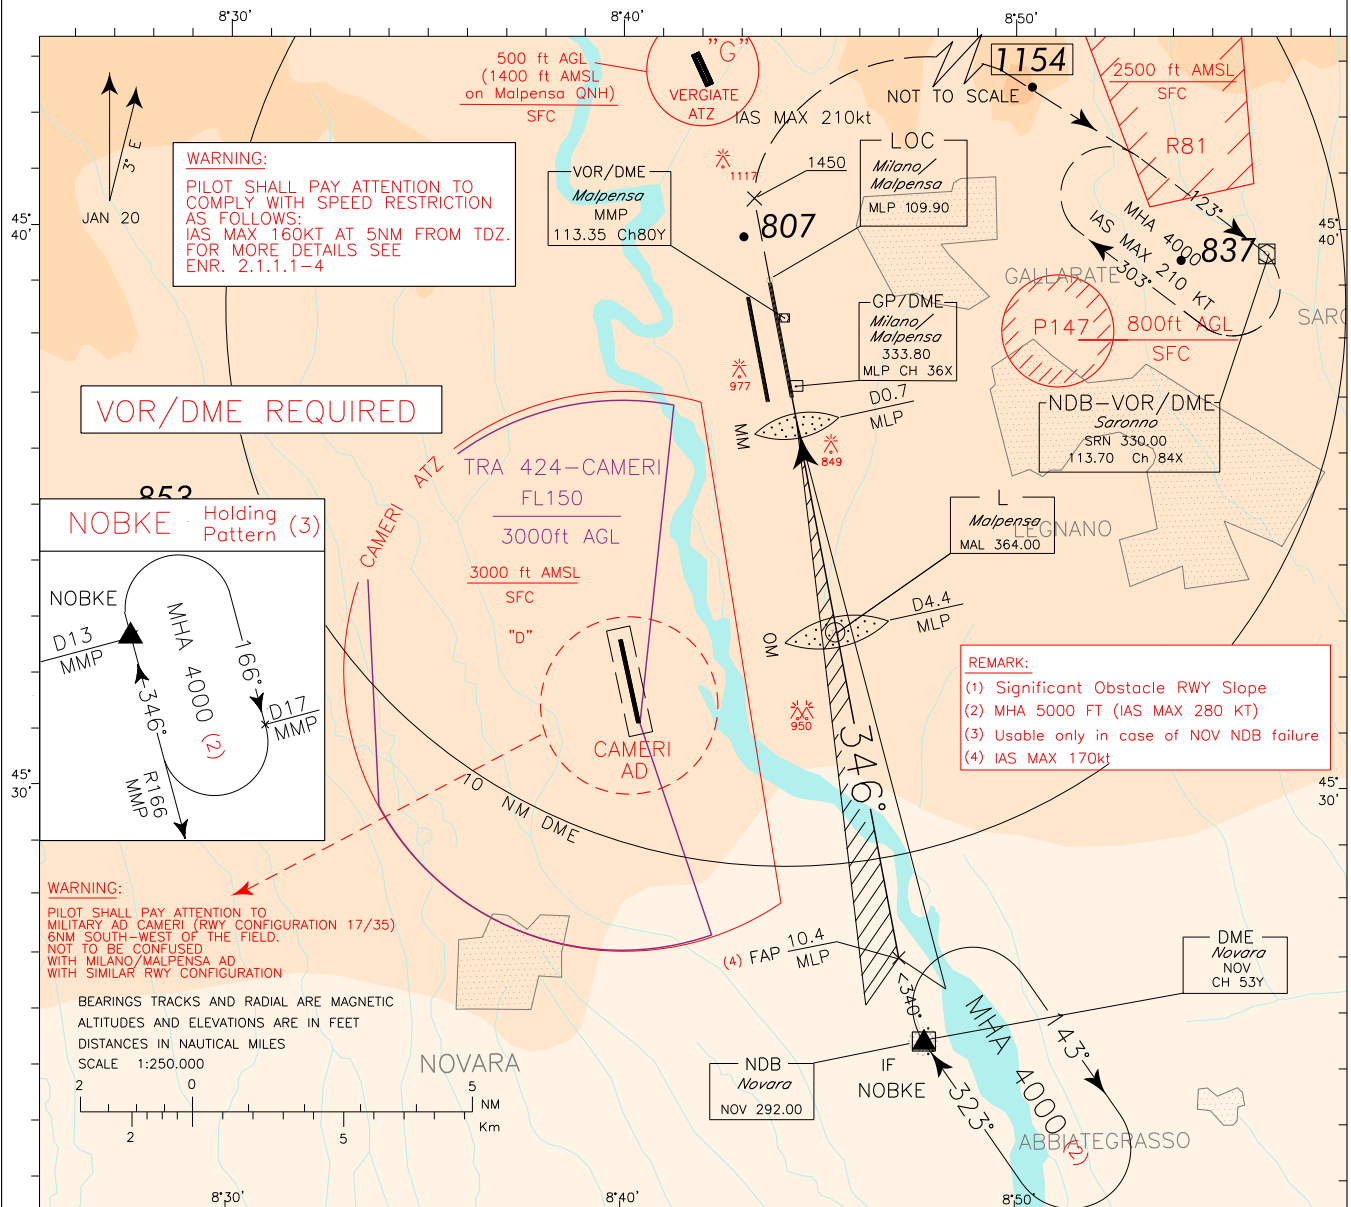 8°30'
8°40'
8°50'
3° E
JAN 20
WARNING:
PILOT SHALL PAY ATTENTION TO
COMPLY WITH SPEED RESTRICTION
AS FOLLOWS:
IAS MAX 160KT AT 5NM FROM TDZ.
FOR MORE DETAILS SEE
ENR. 2.1.1.1-4
500 ft AGL
(1400 ft AMSL
on Malpensa QNH)
SFC
"G"
VERGIATE
ATZ
IAS MAX 210kt
NOT TO SCALE
1154
2500 ft AMSL
SFC
R81
VOR/DME
Malpensa
MMP
113.35 Ch80Y
1117
1450
807
LOC
Milano/
Malpensa
MLP 109.90
123°
MHA 4000
IAS MAX 210 KT
303°
837
45°
40'
45°
40'
GALLARATE
SARO
P147
800ft AGL
SFC
GP/DME
Milano/
Malpensa
333.80
MLP CH 36X
977
D0.7
MLP
MM
849
NDB-VOR/DME
Saronno
SRN 330.00
113.70 Ch 84X
VOR/DME REQUIRED
853
CAMERI ATZ
TRA 424-CAMERI
FL150
3000ft AGL
3000 ft AMSL
SFC
"D"
L
Malpensa
MAL 364.00
LEGNANO
NOBKE Holding
Pattern (3)
NOBKE
D13
MMP
MHA 4000 (2)
166°
346°
D17
MMP
R166
MMP
D4.4
MLP
OM
950
CAMERI
AD
346°
REMARK:
(1) Significant Obstacle RWY Slope
(2) MHA 5000 FT (IAS MAX 280 KT)
(3) Usable only in case of NOV NDB failure
(4) IAS MAX 170kt
45°
30'
45°
30'
10 NM DME
WARNING:
PILOT SHALL PAY ATTENTION TO
MILITARY AD CAMERI (RWY CONFIGURATION 17/35)
6NM SOUTH-WEST OF THE FIELD.
NOT TO BE CONFUSED
WITH MILANO/MALPENSA AD
WITH SIMILAR RWY CONFIGURATION
(4) FAP 10.4
MLP
DME
Novara
NOV
CH 53Y
BEARINGS TRACKS AND RADIAL ARE MAGNETIC
ALTITUDES AND ELEVATIONS ARE IN FEET
DISTANCES IN NAUTICAL MILES
SCALE 1:250.000
2 0 5
NM
Km
2 5
NOVARA
<340°
NDB
Novara
NOV 292.00
IF
NOBKE
MHA 4000 (2)
143°
323°
ABBIATEGRASSO
8°30'
8°40'
8°50'